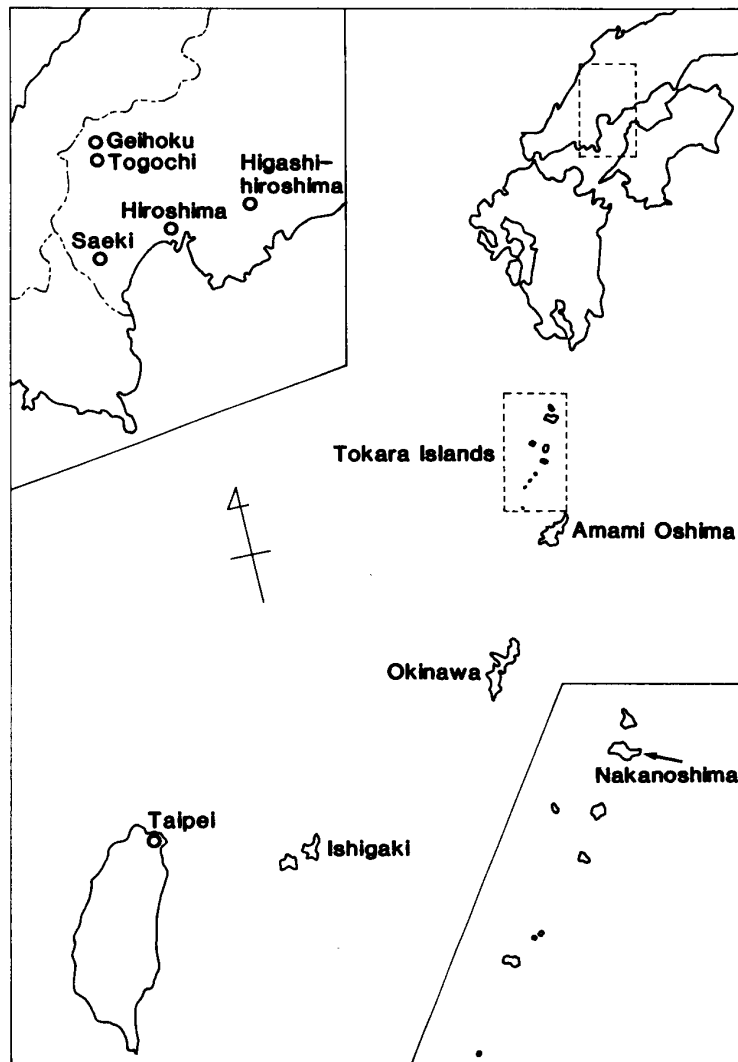 Geihoku
Togochi
Higashi-
hiroshima
Hiroshima
Saeki
Tokara Islands
Amami Oshima
Okinawa
Nakanoshima
Taipei
Ishigaki